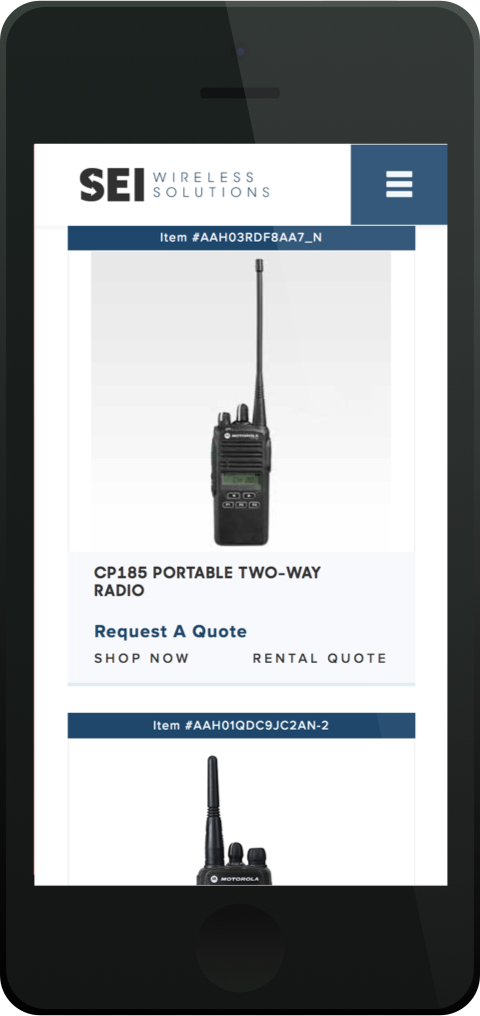 SEI WIRELESS
SOLUTIONS
Item #AAH03RDF8AA7_N
MOTOROLA
CP185 PORTABLE TWO-WAY
RADIO
Request A Quote
SHOP NOW RENTAL QUOTE
Item #AAH01QDC9JC2AN-2
MOTOROLA